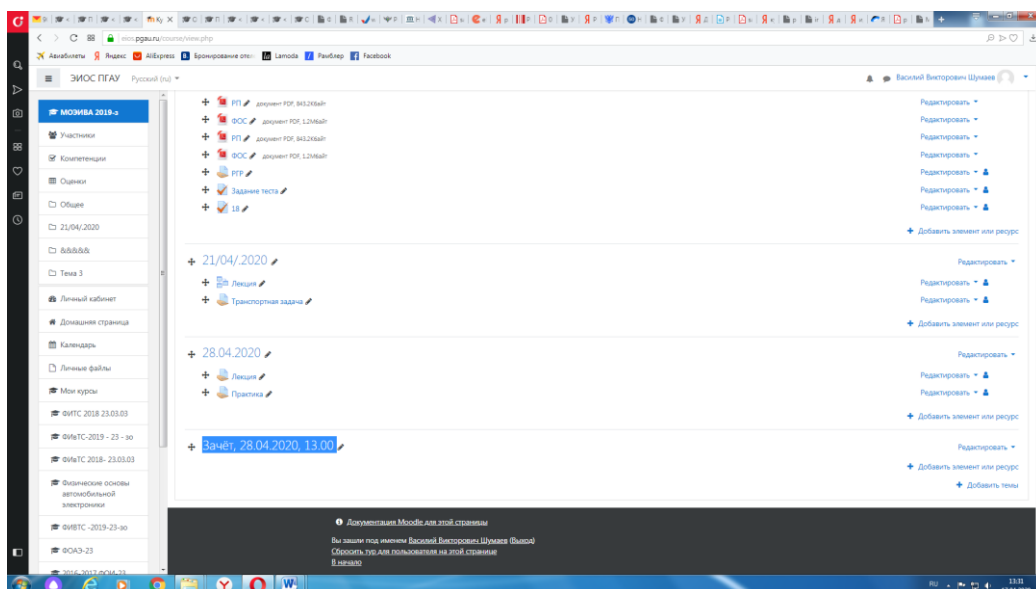 eios.pgau.ru/course/view.php
Авиабилеты Яндекс AliExpress Бронирование оте Lamoda Рамблер Facebook
ЭИОС ПГАУ Русский (ru)
Василий Викторович Шумаев
МОЭИВА 2019-з
Участники
Компетенции
Оценки
Общее
21/04/.2020
&&&&&
Тема 3
Личный кабинет
Домашняя страница
Календарь
Личные файлы
Мои курсы
ФИТС 2018 23.03.03
ФИвТС-2019 - 23 - зо
ФИвТС 2018- 23.03.03
Физические основы
автомобильной
электроники
ФИВТС -2019-23-зо
ФОАЭ-23
2016-2017 ФОИ-23
РП документ PDF, 843.2Кбайт Редактировать
ФОС документ PDF, 1.2Мбайт Редактировать
РП документ PDF, 843.2Кбайт Редактировать
ФОС документ PDF, 1.2Мбайт Редактировать
РГР Редактировать
Задание теста Редактировать
18 Редактировать
Добавить элемент или ресурс
21/04/.2020 Редактировать
Лекция Редактировать
Транспортная задача Редактировать
Добавить элемент или ресурс
28.04.2020 Редактировать
Лекция Редактировать
Практика Редактировать
Добавить элемент или ресурс
Зачёт, 28.04.2020, 13.00 Редактировать
Добавить элемент или ресурс
Добавить темы
Документация Moodle для этой страницы
Вы зашли под именем Василий Викторович Шумаев (Выход)
Сбросить тур для пользователя на этой странице
В начало
RU 13:31